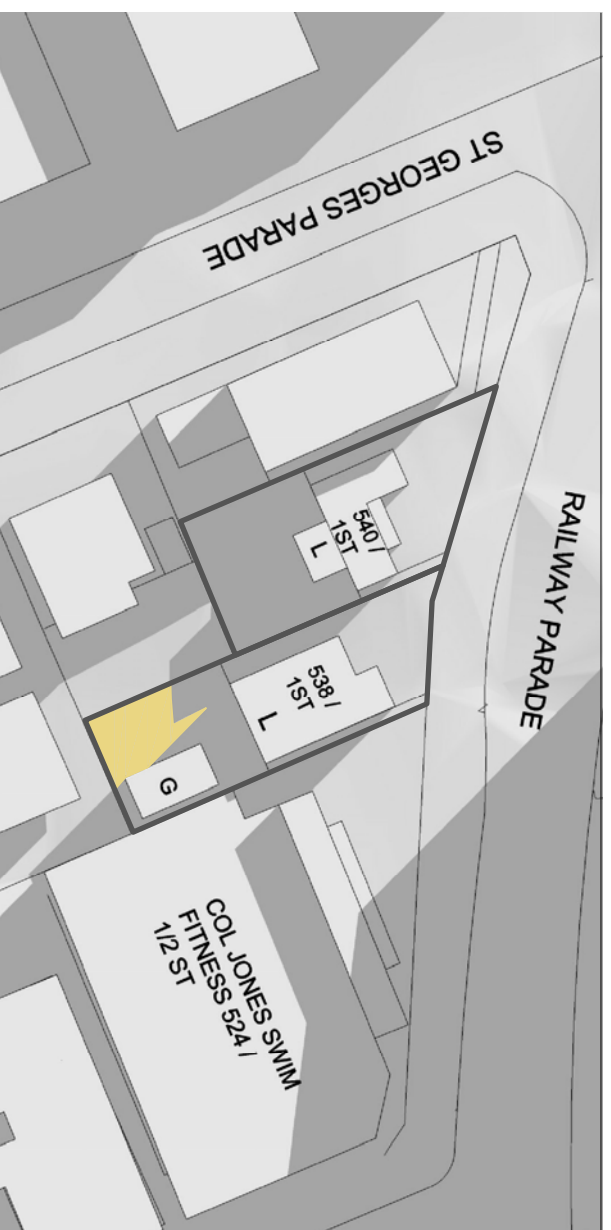 ST GEORGES PARADE
RAILWAY PARADE
540 /
1ST
L
538 /
1ST
L
G
COL JONES SWIM
FITNESS 524 /
1/2 ST